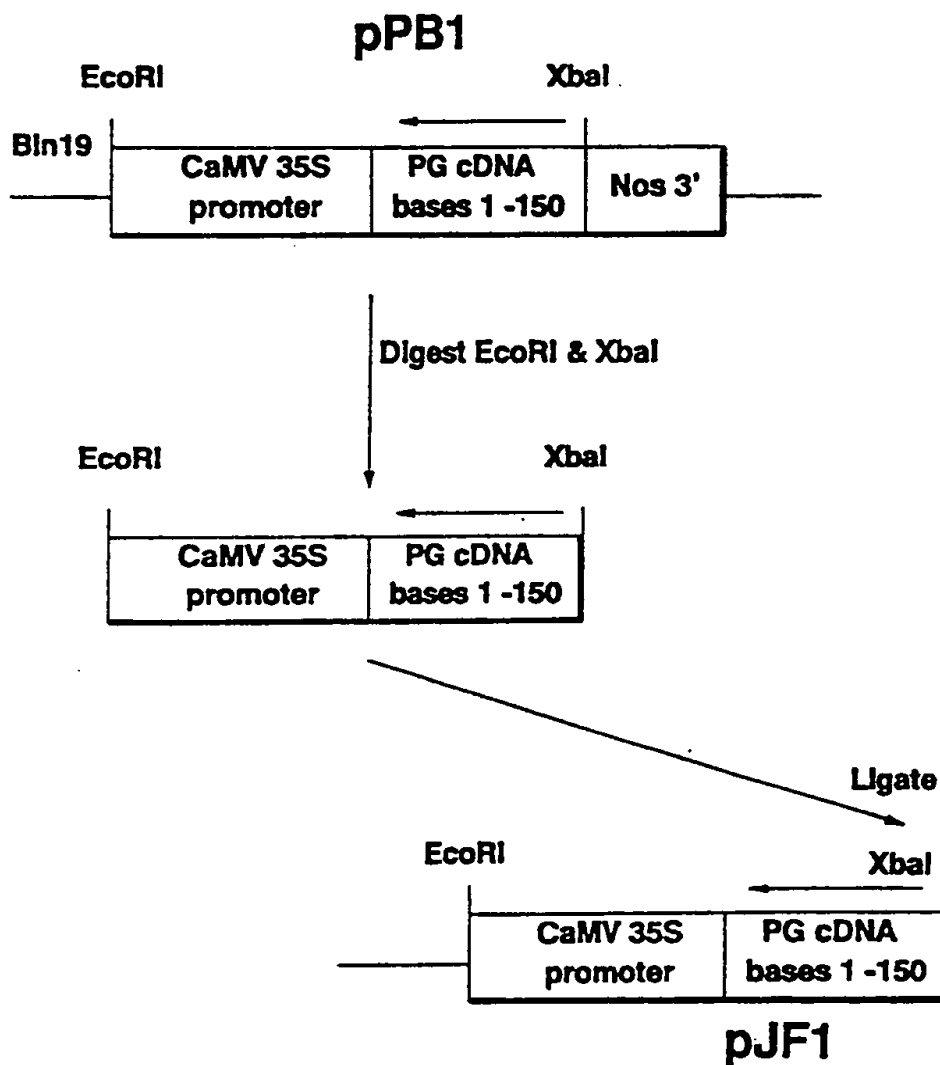 pPB1
EcoRI XbaI
Bin19
CaMV 35S promoter
PG cDNA bases 1 -150
Nos 3'
Digest EcoRI & XbaI
EcoRI XbaI
CaMV 35S promoter
PG cDNA bases 1 -150
Ligate
EcoRI XbaI
CaMV 35S promoter
PG cDNA bases 1 -150
pJF1